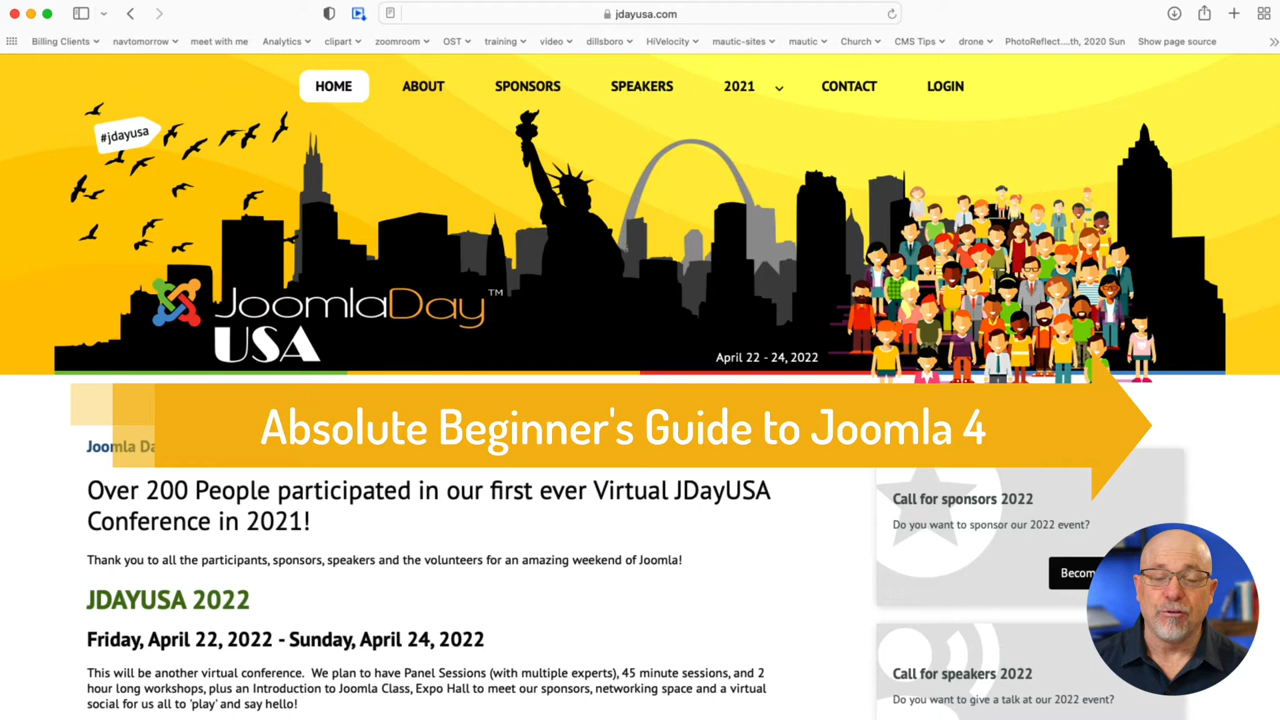 jdayusa.com
Billing Clients navtomorrow meet with me Analytics clipart zoomroom OST training video dillsboro HiVelocity mautic-sites mautic Church CMS Tips drone PhotoReflect....th, 2020 Sun Show page source
HOME ABOUT SPONSORS SPEAKERS 2021 CONTACT LOGIN
#jdayusa
JoomlaDay™
USA
April 22 - 24, 2022
Absolute Beginner's Guide to Joomla 4
Joomla Da
Over 200 People participated in our first ever Virtual JDayUSA
Conference in 2021!
Thank you to all the participants, sponsors, speakers and the volunteers for an amazing weekend of Joomla!
JDAYUSA 2022
Friday, April 22, 2022 - Sunday, April 24, 2022
This will be another virtual conference. We plan to have Panel Sessions (with multiple experts), 45 minute sessions, and 2
hour long workshops, plus an Introduction to Joomla Class, Expo Hall to meet our sponsors, networking space and a virtual
social for us all to 'play' and say hello!
Call for sponsors 2022
Do you want to sponsor our 2022 event?
Becom
Call for speakers 2022
Do you want to give a talk at our 2022 event?